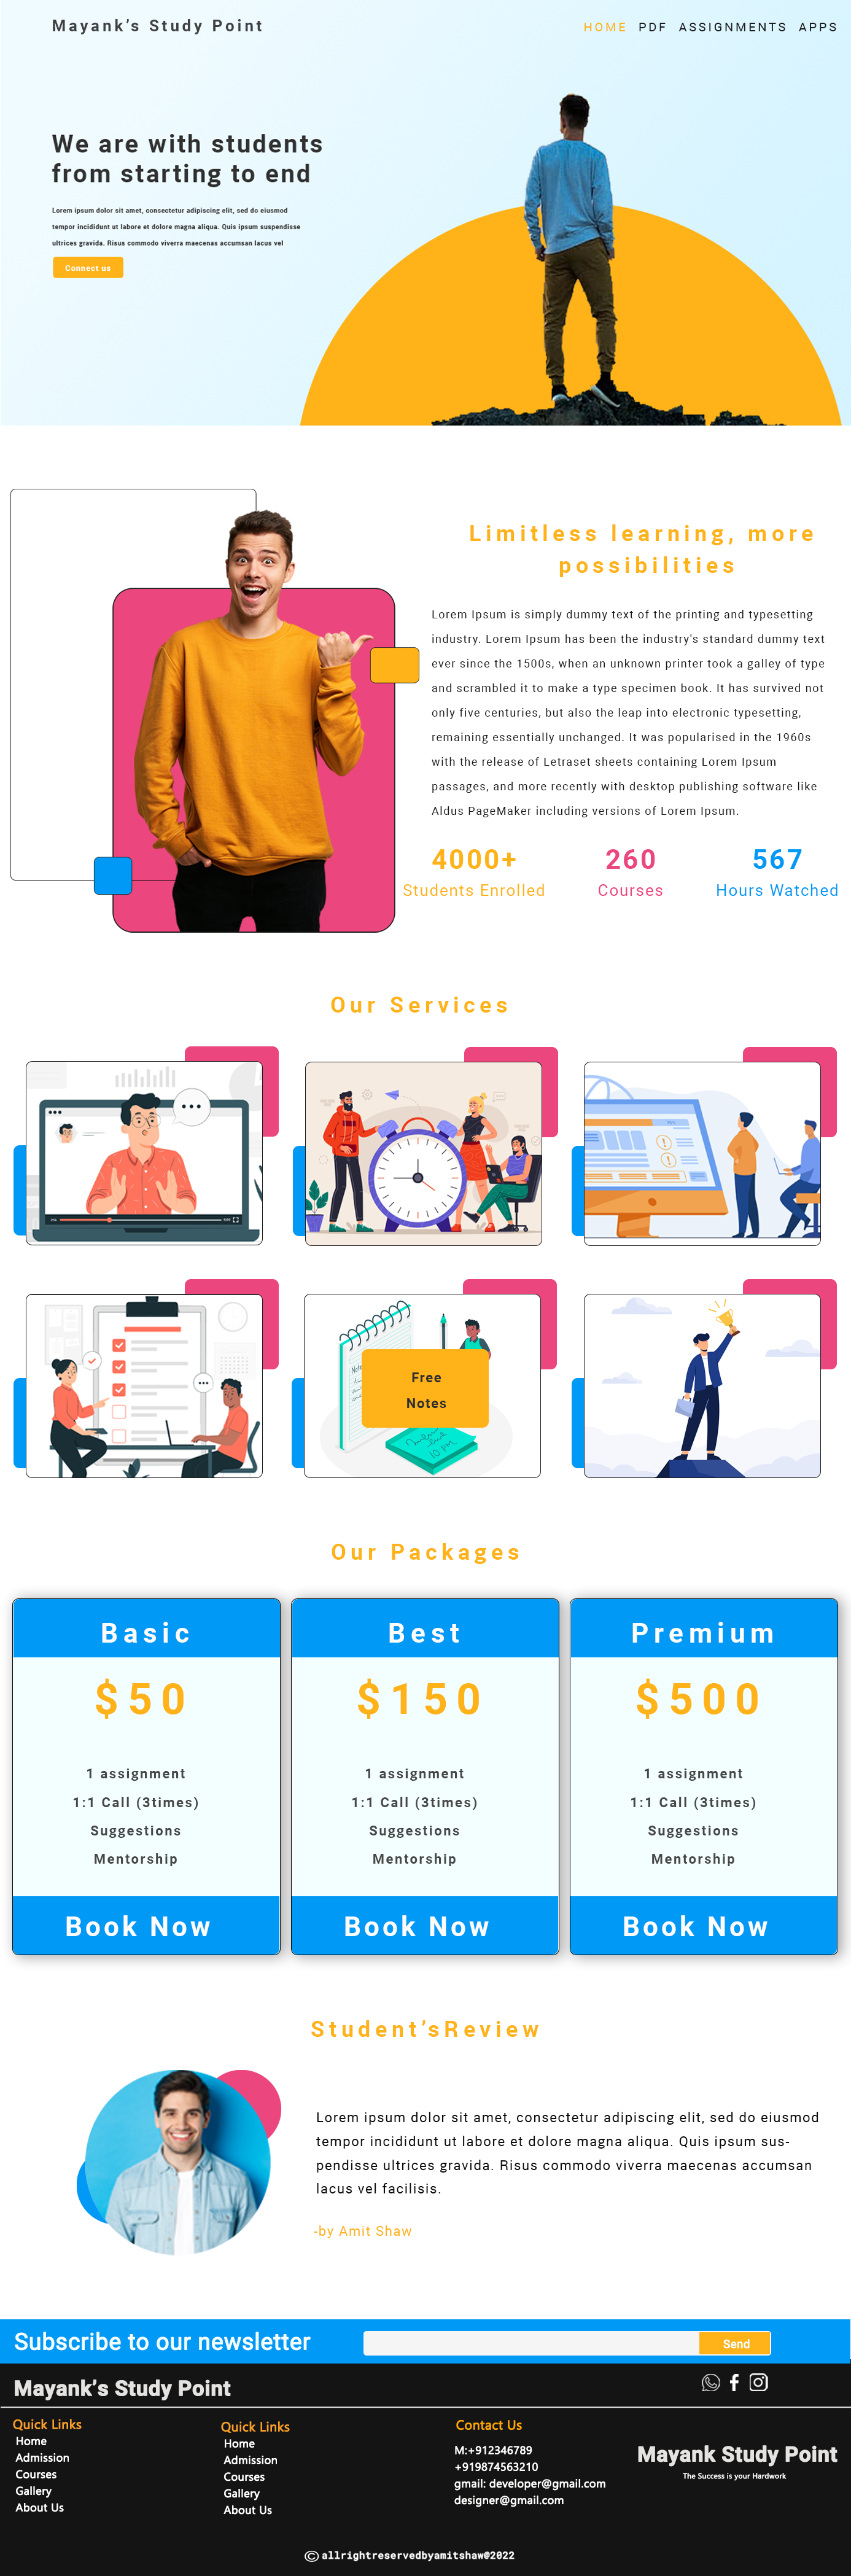 Mayank’s Study Point
HOME PDF ASSIGNMENTS APPS
We are with students
from starting to end
Lorem ipsum dolor sit amet, consectetur adipiscing elit, sed do eiusmod
tempor incididunt ut labore et dolore magna aliqua. Quis ipsum suspendisse
ultrices gravida. Risus commodo viverra maecenas accumsan lacus vel
Connect us
Limitless learning, more
possibilities
Lorem Ipsum is simply dummy text of the printing and typesetting
industry. Lorem Ipsum has been the industry's standard dummy text
ever since the 1500s, when an unknown printer took a galley of type
and scrambled it to make a type specimen book. It has survived not
only five centuries, but also the leap into electronic typesetting,
remaining essentially unchanged. It was popularised in the 1960s
with the release of Letraset sheets containing Lorem Ipsum
passages, and more recently with desktop publishing software like
Aldus PageMaker including versions of Lorem Ipsum.
4000+ 260 567
Students Enrolled Courses Hours Watched
Our Services
Free
Notes
10 pm
Our Packages
Basic
$50
1 assignment
1:1 Call (3times)
Suggestions
Mentorship
Book Now
Best
$150
1 assignment
1:1 Call (3times)
Suggestions
Mentorship
Book Now
Premium
$500
1 assignment
1:1 Call (3times)
Suggestions
Mentorship
Book Now
Student’sReview
Lorem ipsum dolor sit amet, consectetur adipiscing elit, sed do eiusmod
tempor incididunt ut labore et dolore magna aliqua. Quis ipsum sus-
pendisse ultrices gravida. Risus commodo viverra maecenas accumsan
lacus vel facilisis.
-by Amit Shaw
Subscribe to our newsletter
Send
Mayank’s Study Point
Quick Links
Home
Admission
Courses
Gallery
About Us
Quick Links
Home
Admission
Courses
Gallery
About Us
Contact Us
M:+912346789
+919874563210
gmail: developer@gmail.com
designer@gmail.com
Mayank Study Point
The Success is your Hardwork
© allrightreservedbyamitshaw@2022